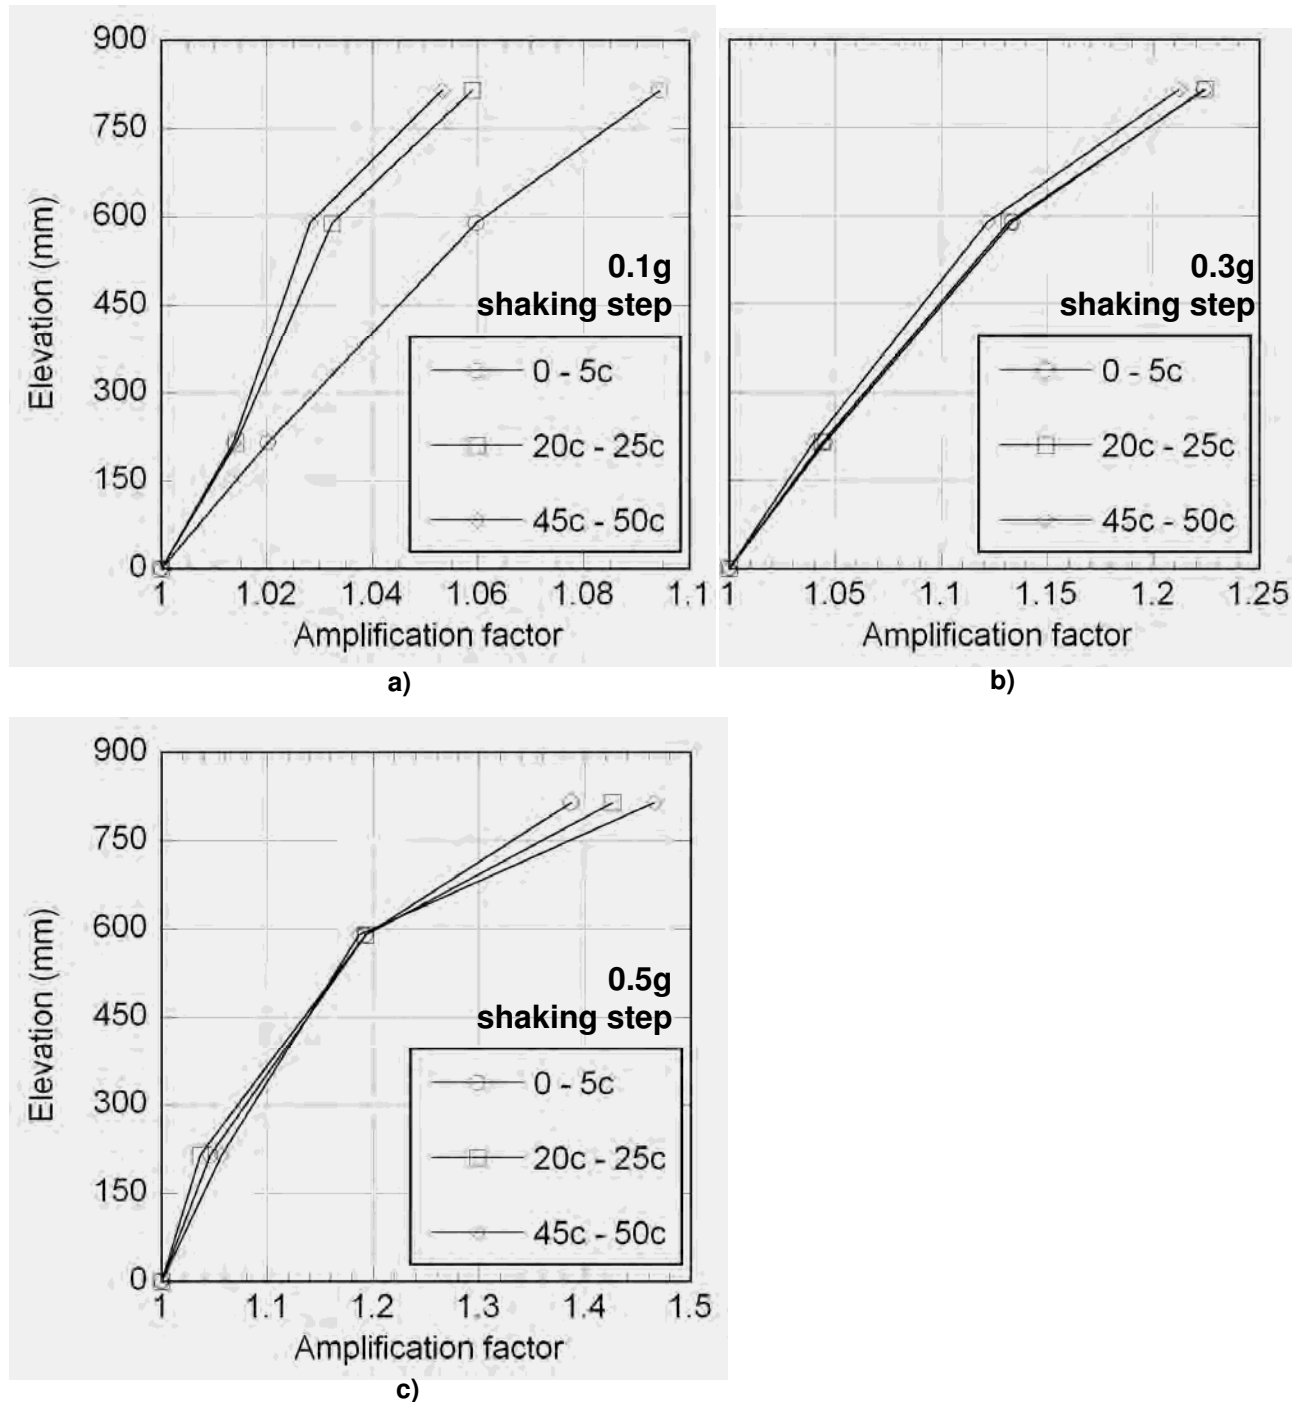 900
750
600
450
300
150
0
Elevation (mm)
0.1g
shaking step
0 - 5c
20c - 25c
45c - 50c
1 1.02 1.04 1.06 1.08 1.1
Amplification factor
a)
0.3g
shaking step
0 - 5c
20c - 25c
45c - 50c
1 1.05 1.1 1.15 1.2 1.25
Amplification factor
b)
900
750
600
450
300
150
0
Elevation (mm)
0.5g
shaking step
0 - 5c
20c - 25c
45c - 50c
1 1.1 1.2 1.3 1.4 1.5
Amplification factor
c)